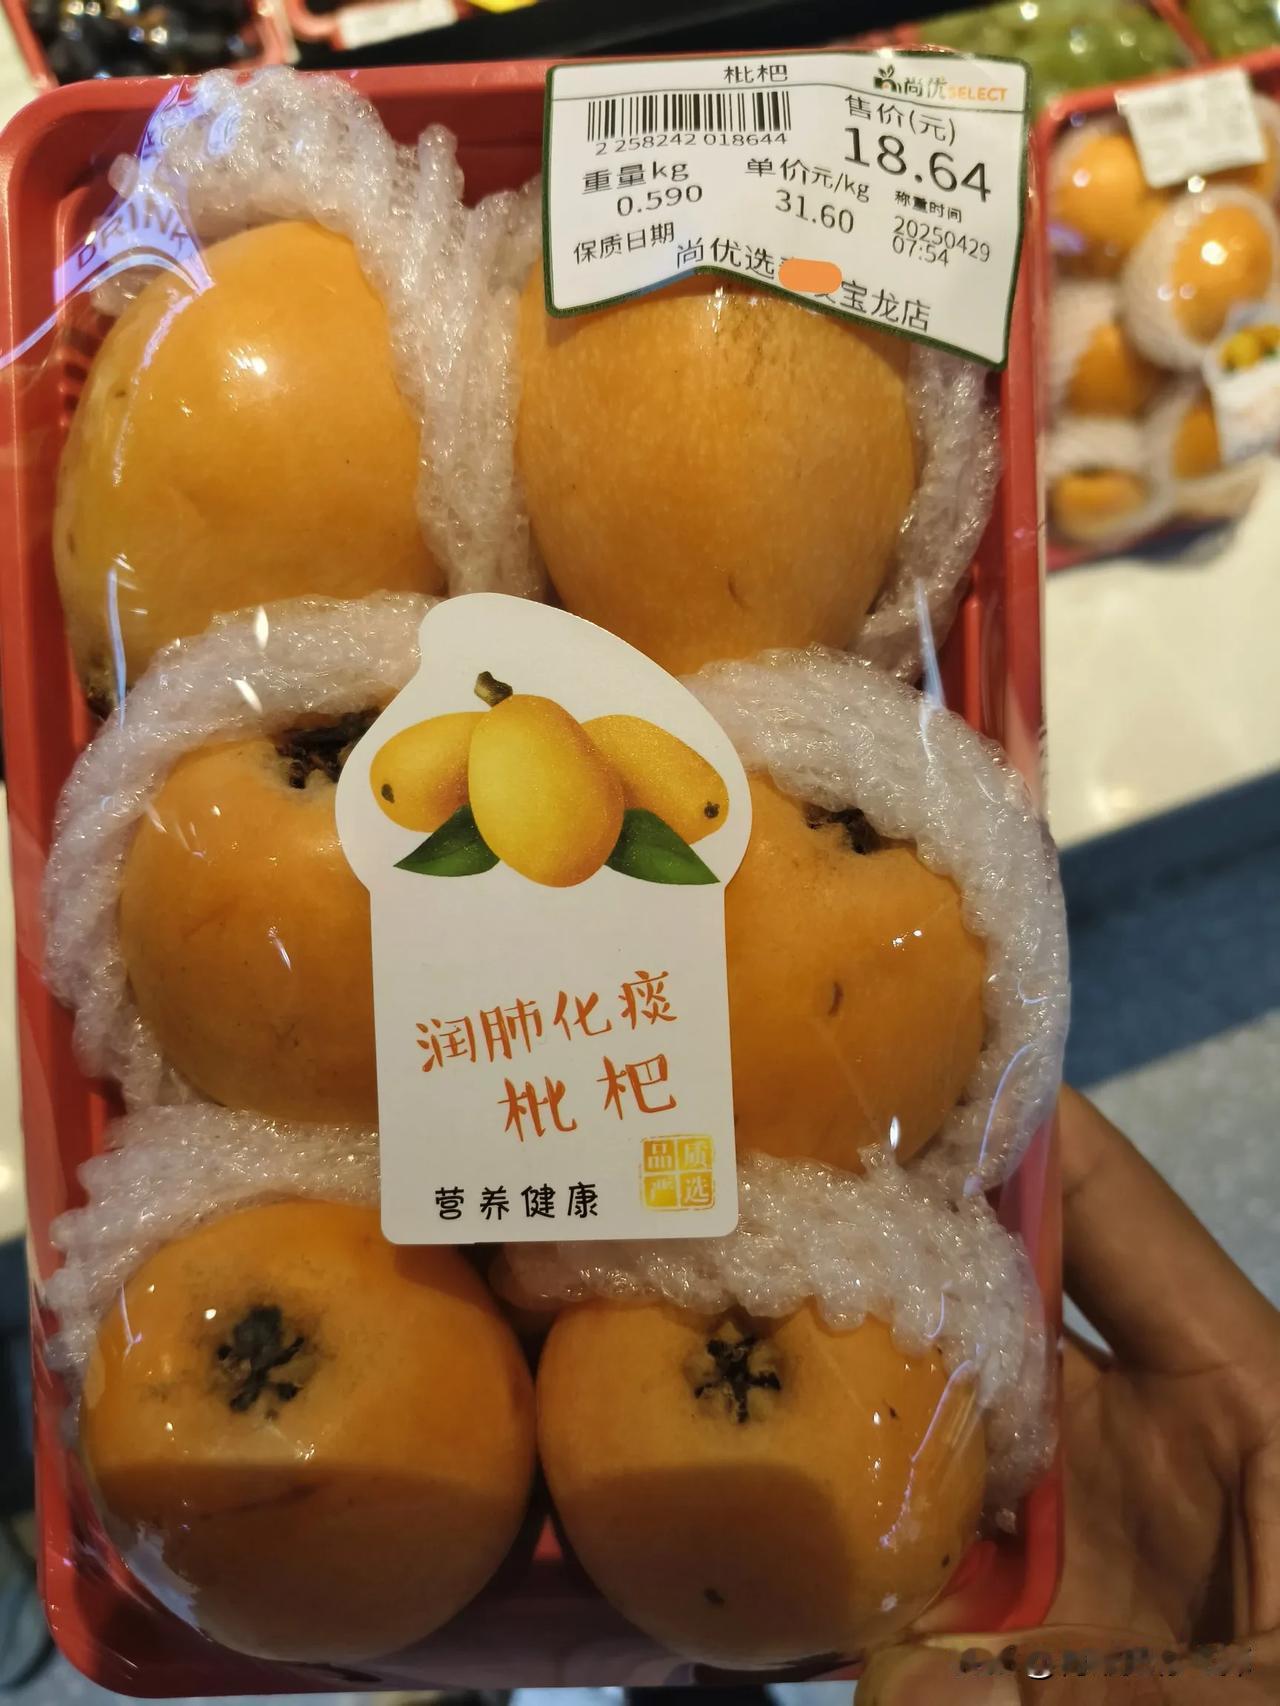 枇杷
尚优SELECT
2 258242 018644
售价(元)
18.64
重量kg
0.590
单价元/kg
31.60
称重时间
20250429
07:54
保质日期
尚优选
宝龙店
DRINK
润肺化痰
枇杷
营养健康
品质
严选